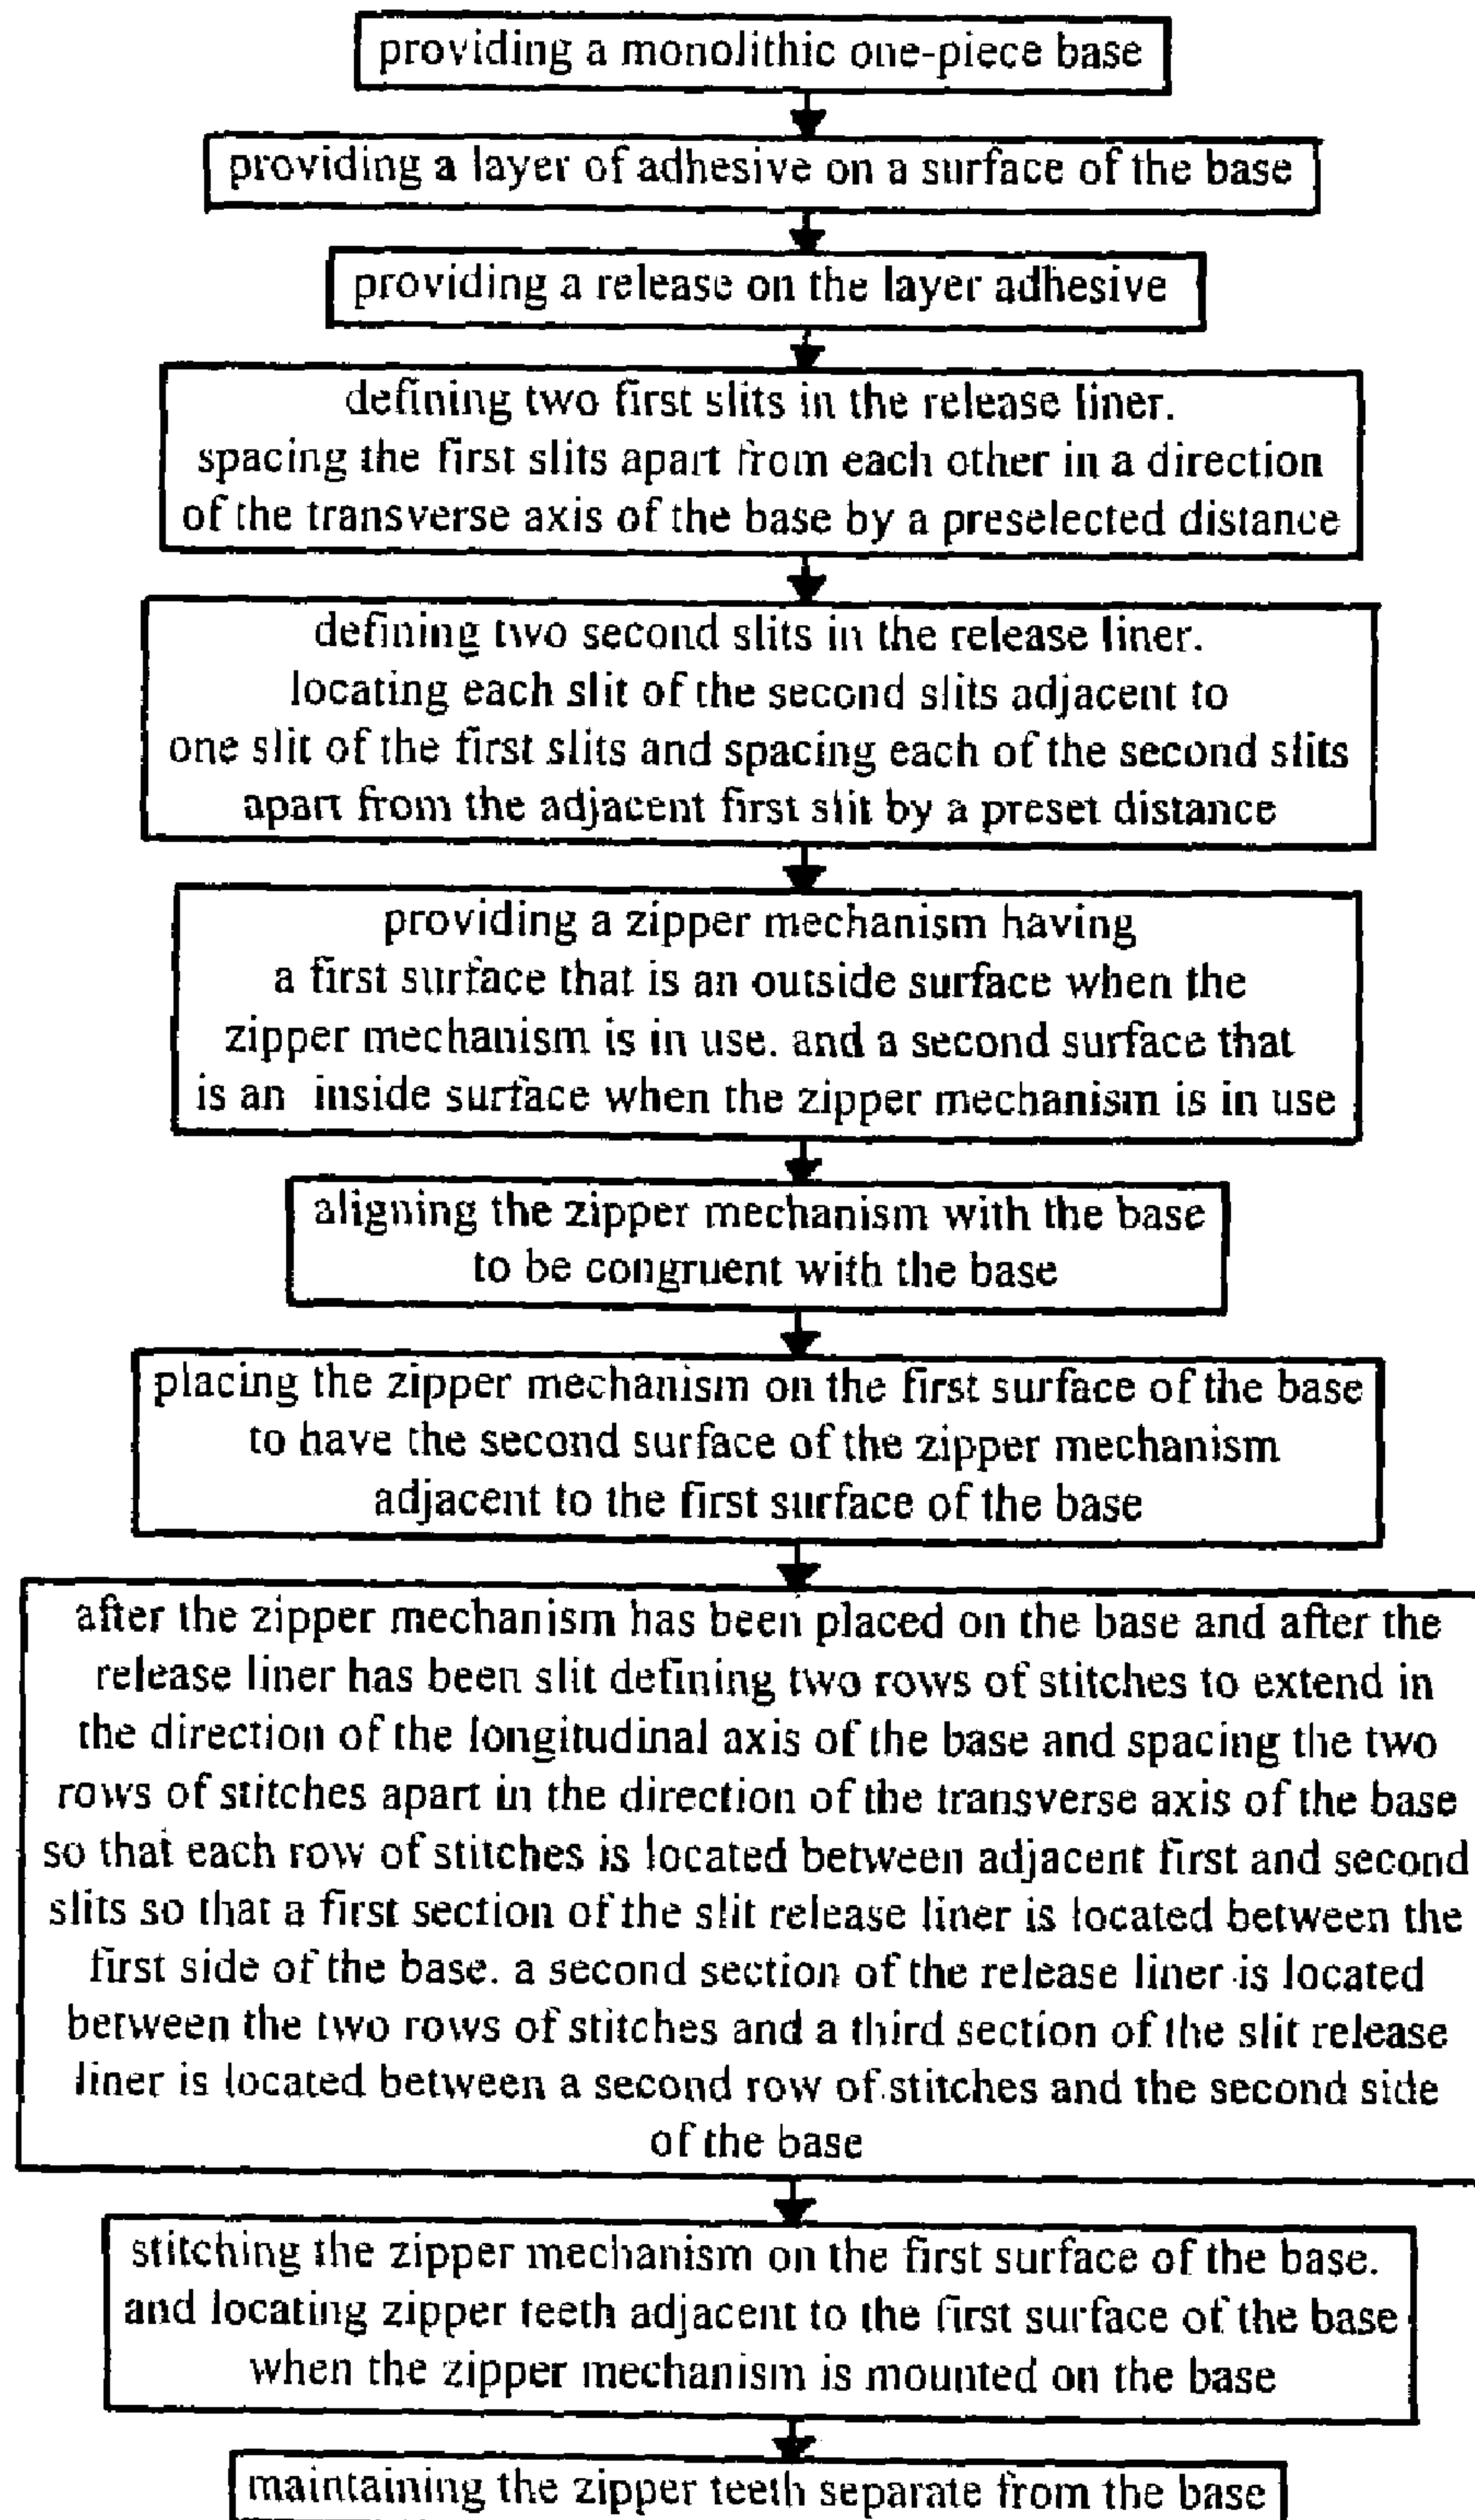 providing a monolithic one-piece base
providing a layer of adhesive on a surface of the base
providing a release on the layer adhesive
defining two first slits in the release liner.
spacing the first slits apart from each other in a direction
of the transverse axis of the base by a preselected distance
defining two second slits in the release liner.
locating each slit of the second slits adjacent to
one slit of the first slits and spacing each of the second slits
apart from the adjacent first slit by a preset distance
providing a zipper mechanism having
a first surface that is an outside surface when the
zipper mechanism is in use. and a second surface that
is an inside surface when the zipper mechanism is in use
aligning the zipper mechanism with the base
to be congruent with the base
placing the zipper mechanism on the first surface of the base
to have the second surface of the zipper mechanism
adjacent to the first surface of the base
after the zipper mechanism has been placed on the base and after the
release liner has been slit defining two rows of stitches to extend in
the direction of the longitudinal axis of the base and spacing the two
rows of stitches apart in the direction of the transverse axis of the base
so that each row of stitches is located between adjacent first and second
slits so that a first section of the slit release liner is located between the
first side of the base. a second section of the release liner is located
between the two rows of stitches and a third section of the slit release
liner is located between a second row of stitches and the second side
of the base
stitching the zipper mechanism on the first surface of the base.
and locating zipper teeth adjacent to the first surface of the base
when the zipper mechanism is mounted on the base
maintaining the zipper teeth separate from the base